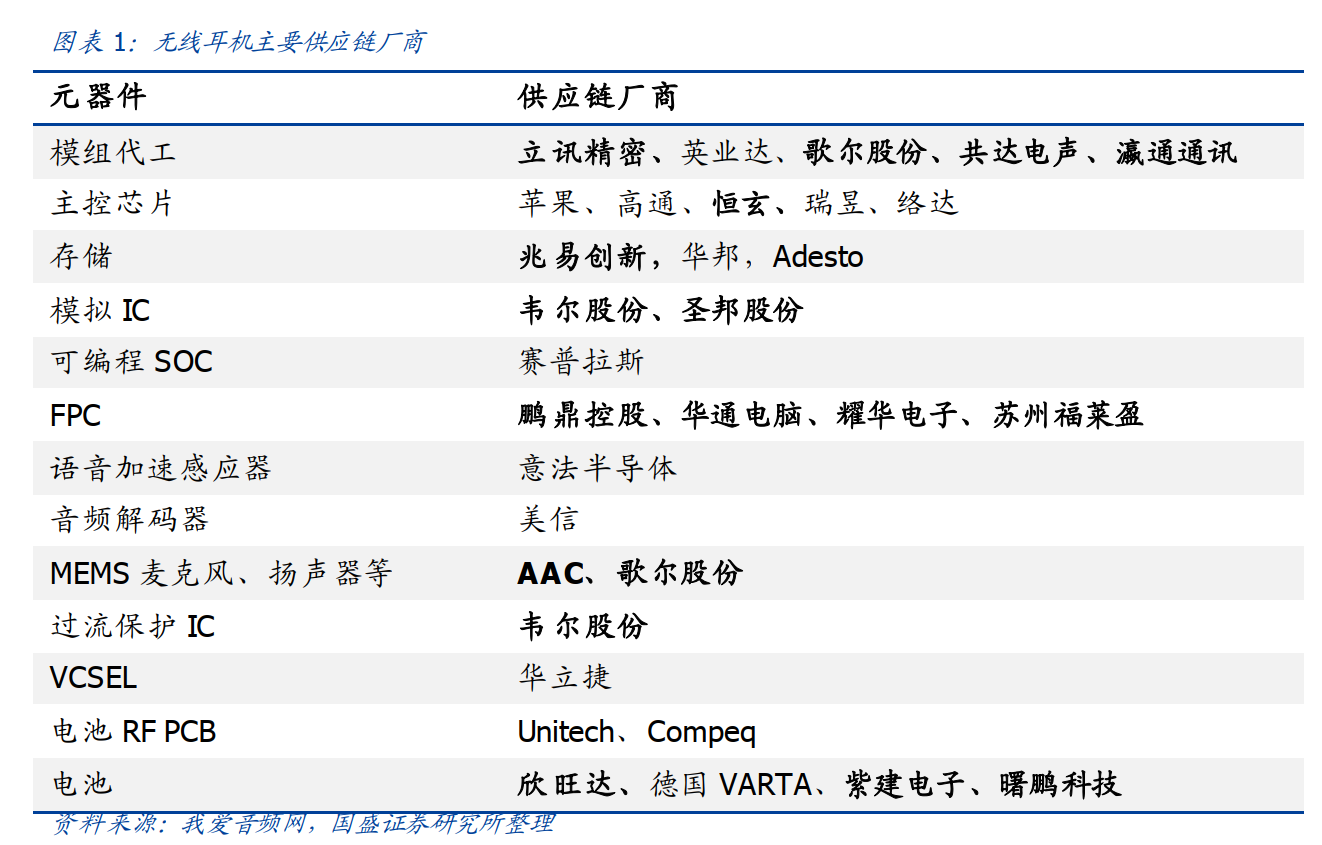 图表 1：无线耳机主要供应链厂商
元器件 供应链厂商
模组代工 立讯精密、英业达、歌尔股份、共达电声、瀛通通讯
主控芯片 苹果、高通、恒玄、瑞昱、络达
存储 兆易创新，华邦，Adesto
模拟 IC 韦尔股份、圣邦股份
可编程 SOC 赛普拉斯
FPC 鹏鼎控股、华通电脑、耀华电子、苏州福莱盈
语音加速感应器 意法半导体
音频解码器 美信
MEMS 麦克风、扬声器等 AAC、歌尔股份
过流保护 IC 韦尔股份
VCSEL 华立捷
电池 RF PCB Unitech、Compeq
电池 欣旺达、德国 VARTA、紫建电子、曙鹏科技
资料来源：我爱音频网，国盛证券研究所整理